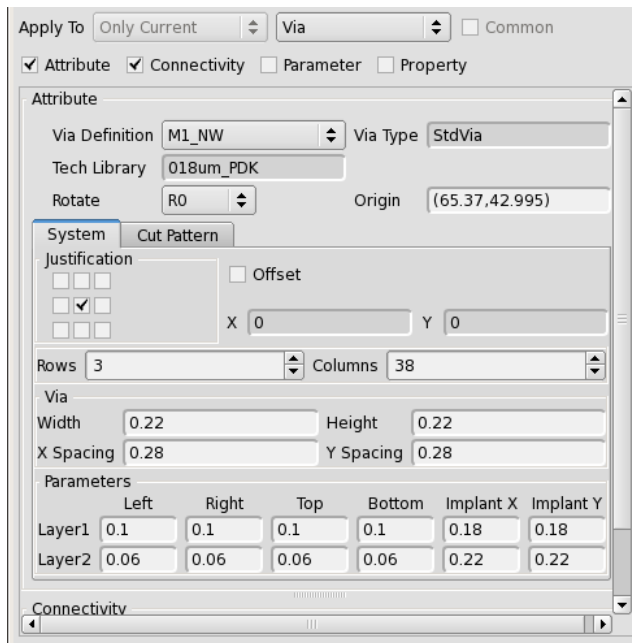 Apply To Only Current Via Common
Attribute Connectivity Parameter Property
Attribute
Via Definition M1_NW Via Type StdVia
Tech Library 018um_PDK
Rotate R0 Origin (65.37,42.995)
System Cut Pattern
Justification
Offset
X 0 Y 0
Rows 3 Columns 38
Via
Width 0.22 Height 0.22
X Spacing 0.28 Y Spacing 0.28
Parameters
Left Right Top Bottom Implant X Implant Y
Layer1 0.1 0.1 0.1 0.1 0.18 0.18
Layer2 0.06 0.06 0.06 0.06 0.22 0.22
Connectivity